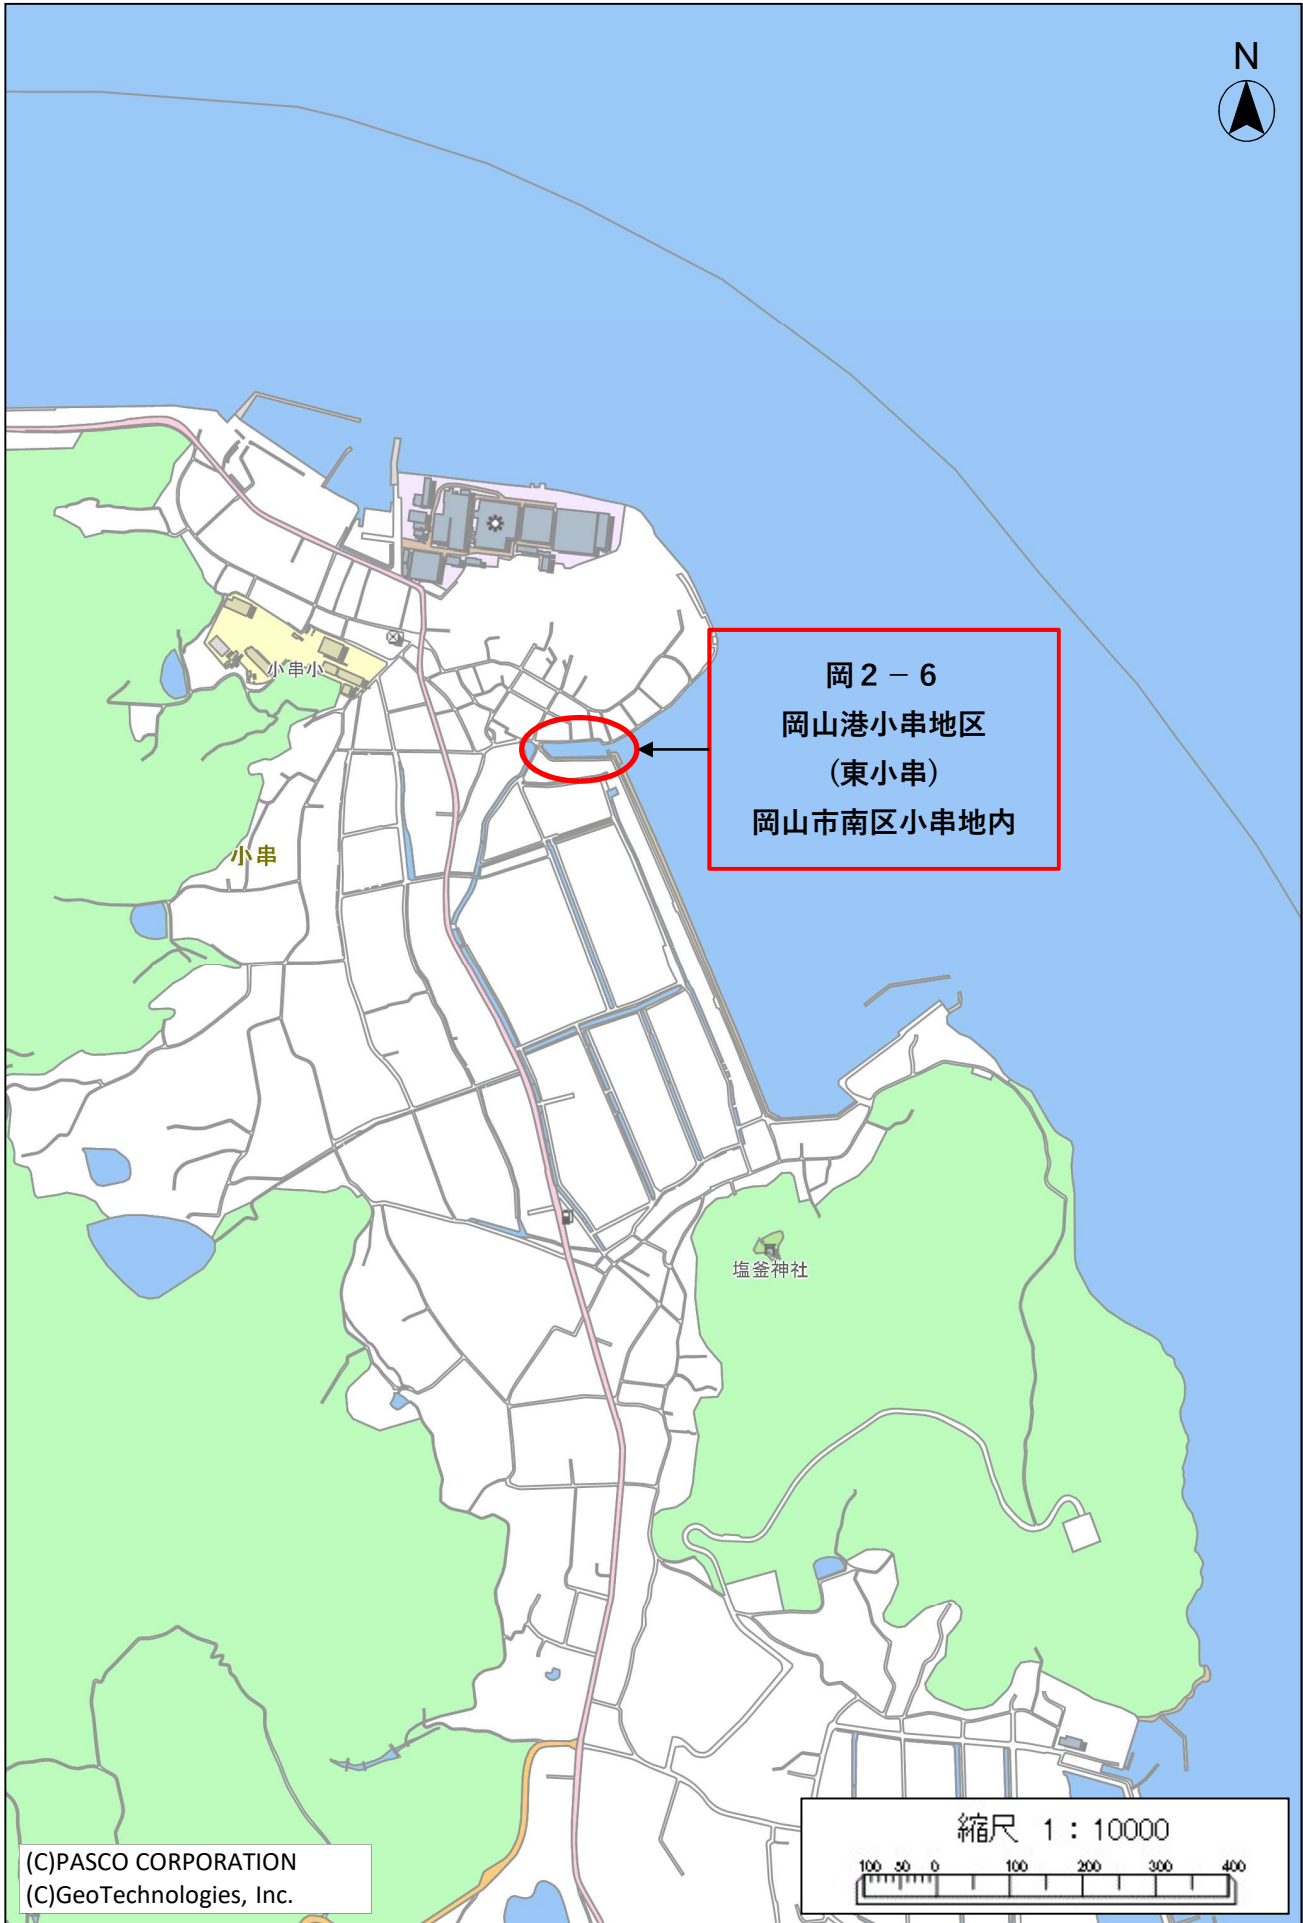 N
小串小
岡2-6
岡山港小串地区
(東小串)
岡山市南区小串地内
小串
塩釜神社
縮尺 1:10000
100 50 0 100 200 300 400
(C)PASCO CORPORATION
(C)GeoTechnologies, Inc.